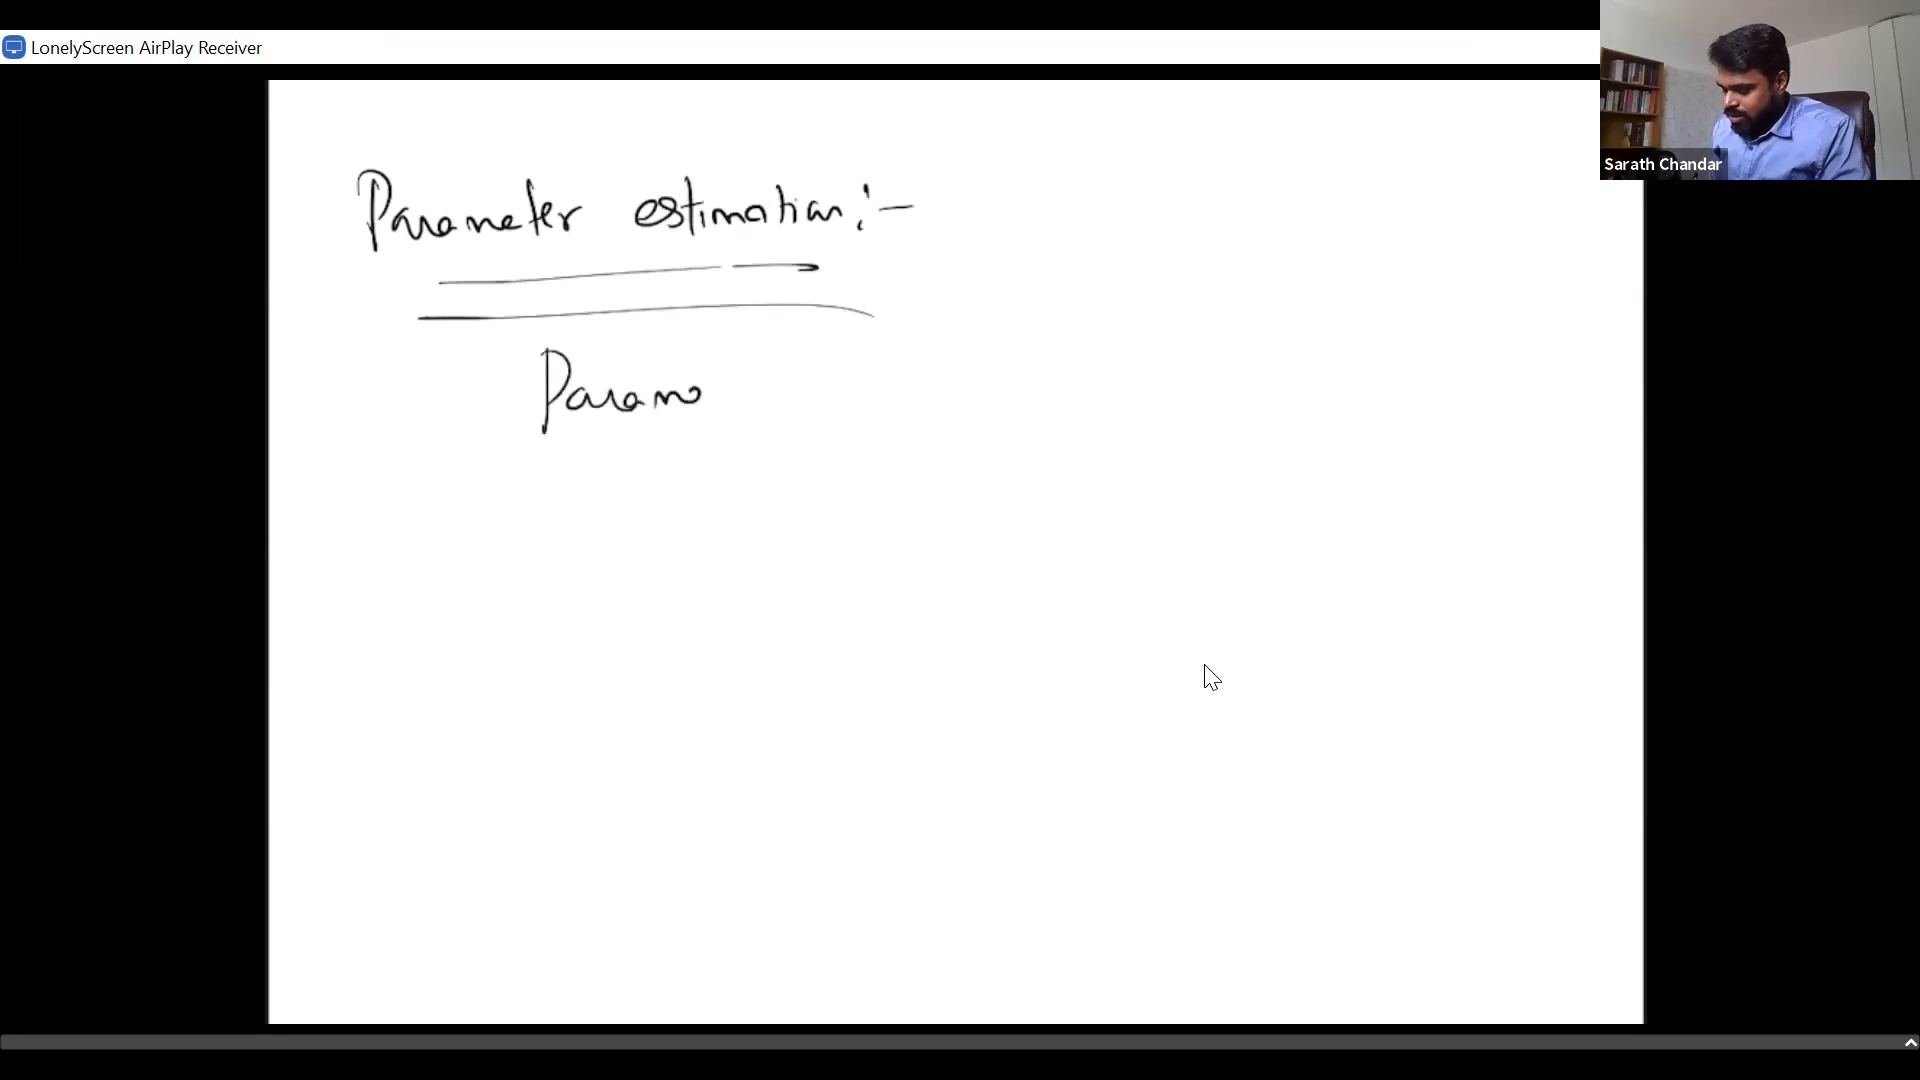 LonelyScreen AirPlay Receiver
Sarath Chandar
Parameter estimation:-
Param